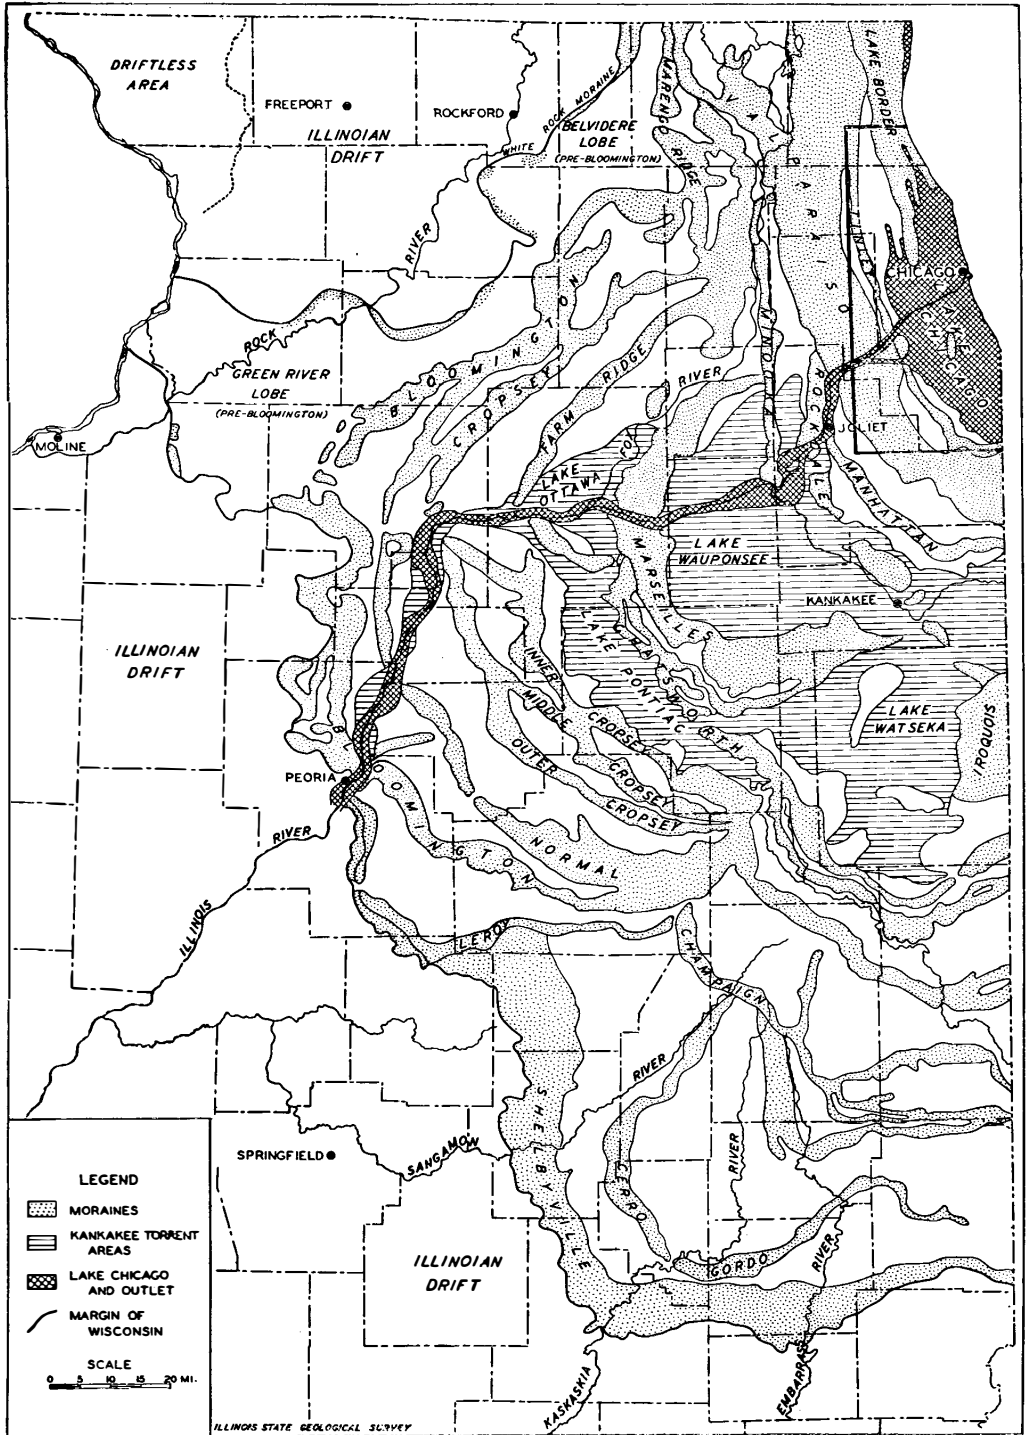 DRIFTLESS
AREA
FREEPORT
ILLINOIAN
DRIFT
ROCKFORD
WHITE ROCK MORAINE
BELVIDERE
LOBE
(PRE-BLOOMINGTON)
MARENGO RIDGE
VALPARAISO
LAKE BORDER
TINLEY
CHICAGO
LAKE
CHICAGO
MINOOKA
ROCKDALE
JOLIET
MANHATTAN
ROCK RIVER
GREEN RIVER
LOBE
(PRE-BLOOMINGTON)
MOLINE
BLOOMINGTON
CROPSEY
FARM RIDGE
FOX RIVER
LAKE
OTTAWA
LAKE
WAUPONSEE
KANKAKEE
MARSELLES
CHATSWORTH
LAKE PONTIAC
LAKE
WATSEKA
IROQUOIS
ILLINOIAN
DRIFT
INNER CROPSEY
MIDDLE CROPSEY
OUTER CROPSEY
PEORIA
BLOOMINGTON
NORMAL
ILLINOIS RIVER
LEROY
CHAMPAIGN
SHELBYVILLE
SANGAMON RIVER
SPRINGFIELD
CERRO GORDO
RIVER
EMBARRASS RIVER
KASKASKIA
ILLINOIAN
DRIFT
LEGEND
MORAINES
KANKAKEE TORRENT
AREAS
LAKE CHICAGO
AND OUTLET
MARGIN OF
WISCONSIN
SCALE
0 5 10 15 20 MI.
ILLINOIS STATE GEOLOGICAL SURVEY